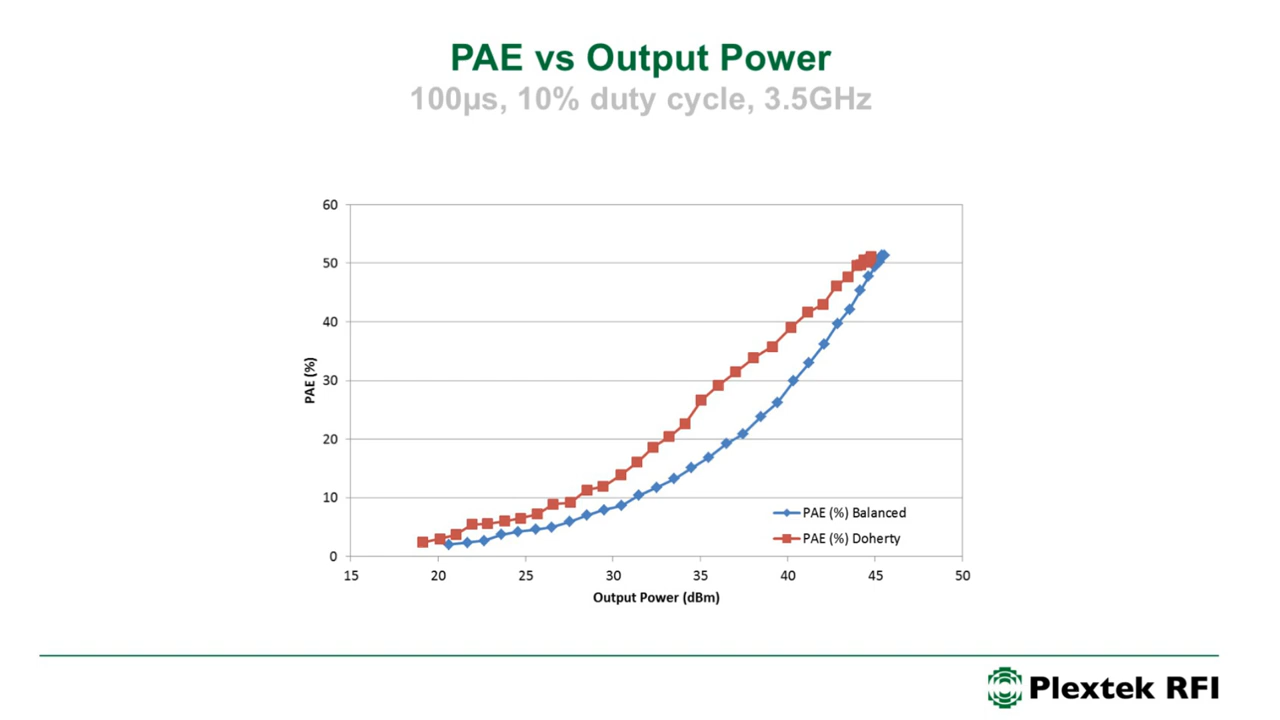 PAE vs Output Power
100µs, 10% duty cycle, 3.5GHz
60
50
40
30
20
10
0
PAE (%)
PAE (%) Balanced
PAE (%) Doherty
15 20 25 30 35 40 45 50
Output Power (dBm)
Plextek RFI